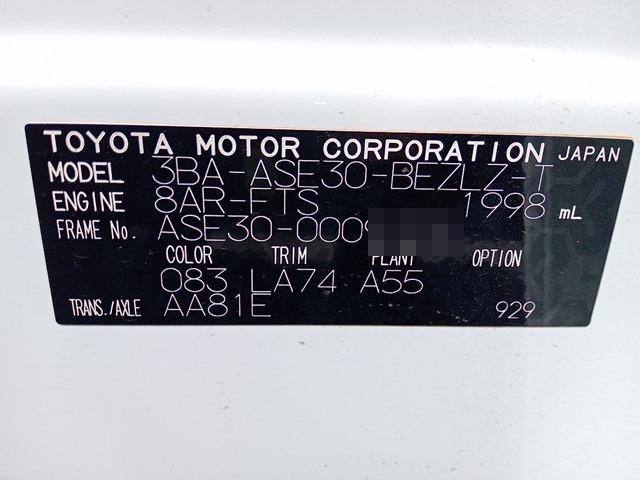 TOYOTA MOTOR CORPORATION JAPAN
MODEL 3BA-ASE30-BEZLZ-T
ENGINE 8AR-FTS 1998 mL
FRAME No. ASE30-0009
COLOR TRIM PLANT OPTION
083 LA74 A55
TRANS./AXLE AA81E 929